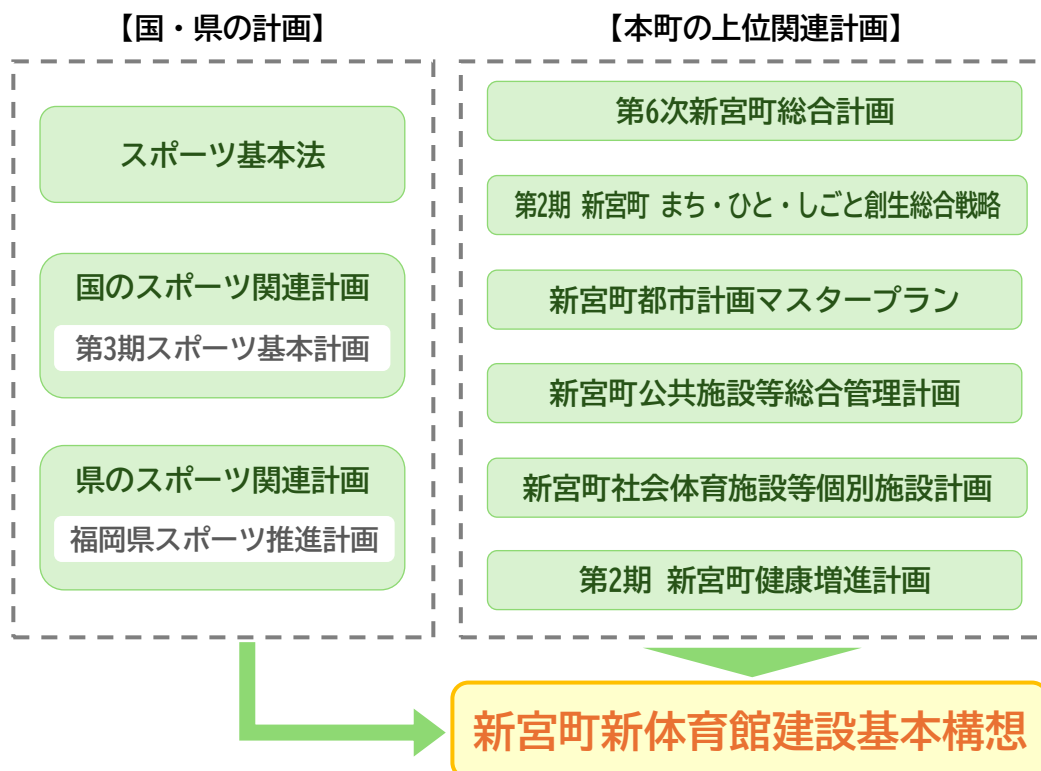 【国・県の計画】
スポーツ基本法
国のスポーツ関連計画
第3期スポーツ基本計画
県のスポーツ関連計画
福岡県スポーツ推進計画
【本町の上位関連計画】
第6次新宮町総合計画
第2期 新宮町 まち・ひと・しごと創生総合戦略
新宮町都市計画マスタープラン
新宮町公共施設等総合管理計画
新宮町社会体育施設等個別施設計画
第2期 新宮町健康増進計画
新宮町新体育館建設基本構想